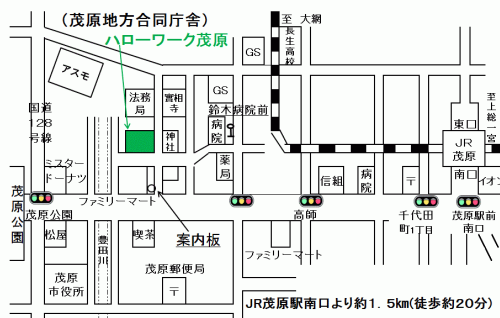 (茂原地方合同庁舎)
ハローワーク茂原
至 大網
長生高校
GS
アスモ
国道
128
号線
法務局
實相寺
GS
鈴木病院前
病院
神社
薬局
至上総一宮
東口
JR
茂原
南口
イオン
ミスター
ドーナツ
ファミリーマート
信組
病院
〒
茂原公園
茂原公園
案内板
高師
千代田
町1丁目
茂原駅前
南口
松屋
豊田川
喫茶
ファミリーマート
茂原
市役所
茂原郵便局
〒
JR茂原駅南口より約1.5km(徒歩約20分)